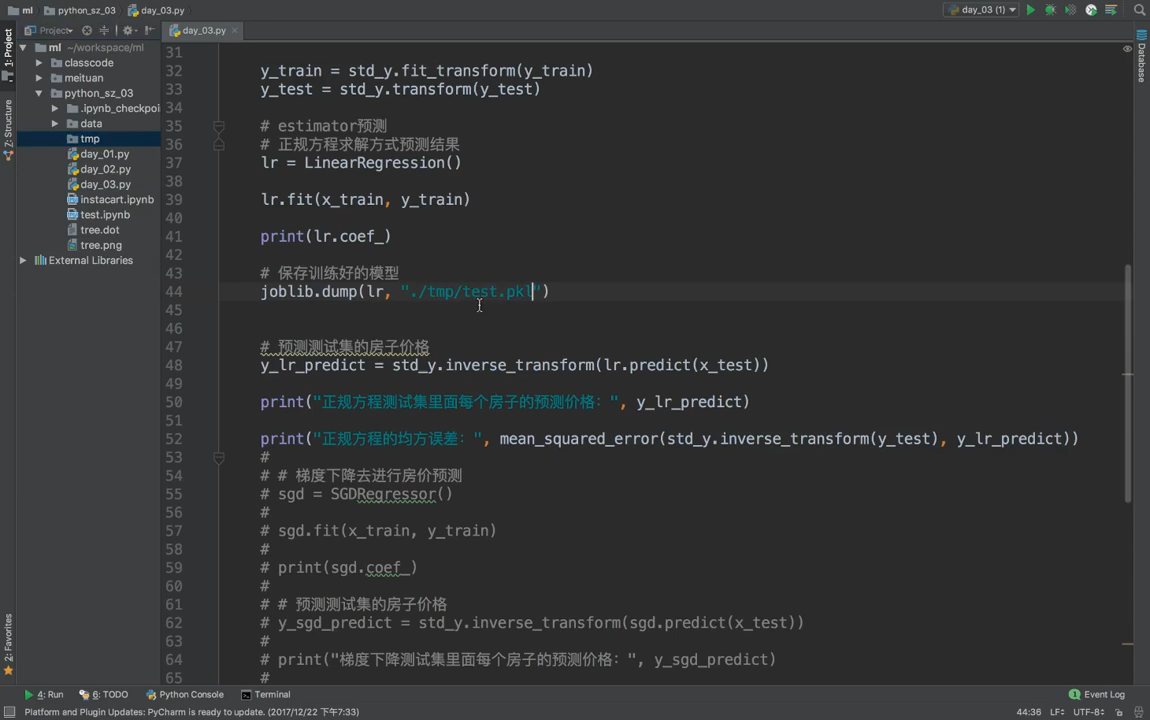 ml python_sz_03 day_03.py
day_03 (1)
Project
day_03.py
1: Project
Z: Structure
2: Favorites
Database
ml ~/workspace/ml
classcode
meituan
python_sz_03
.ipynb_checkpoi
data
tmp
day_01.py
day_02.py
day_03.py
instacart.ipynb
test.ipynb
tree.dot
tree.png
External Libraries
31
32 y_train = std_y.fit_transform(y_train)
33 y_test = std_y.transform(y_test)
34
35 # estimator预测
36 # 正规方程求解方式预测结果
37 lr = LinearRegression()
38
39 lr.fit(x_train, y_train)
40
41 print(lr.coef_)
42
43 # 保存训练好的模型
44 joblib.dump(lr, "./tmp/test.pkl")
45
46
47 # 预测测试集的房子价格
48 y_lr_predict = std_y.inverse_transform(lr.predict(x_test))
49
50 print("正规方程测试集里面每个房子的预测价格：", y_lr_predict)
51
52 print("正规方程的均方误差：", mean_squared_error(std_y.inverse_transform(y_test), y_lr_predict))
53 #
54 # # 梯度下降去进行房价预测
55 # sgd = SGDRegressor()
56 #
57 # sgd.fit(x_train, y_train)
58 #
59 # print(sgd.coef_)
60 #
61 # # 预测测试集的房子价格
62 # y_sgd_predict = std_y.inverse_transform(sgd.predict(x_test))
63 #
64 # print("梯度下降测试集里面每个房子的预测价格：", y_sgd_predict)
65 #
4: Run 6: TODO Python Console Terminal 1 Event Log
Platform and Plugin Updates: PyCharm is ready to update. (2017/12/22 下午7:33) 44:36 LF UTF-8